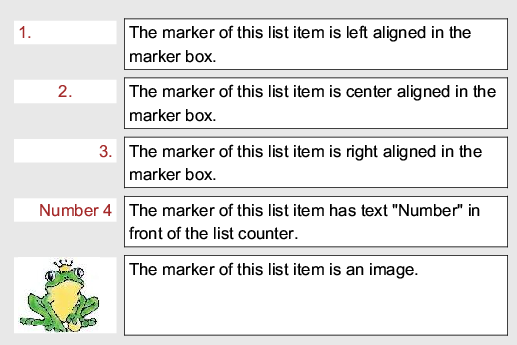 1. The marker of this list item is left aligned in the
marker box.
2. The marker of this list item is center aligned in the
marker box.
3. The marker of this list item is right aligned in the
marker box.
Number 4 The marker of this list item has text "Number" in
front of the list counter.
The marker of this list item is an image.